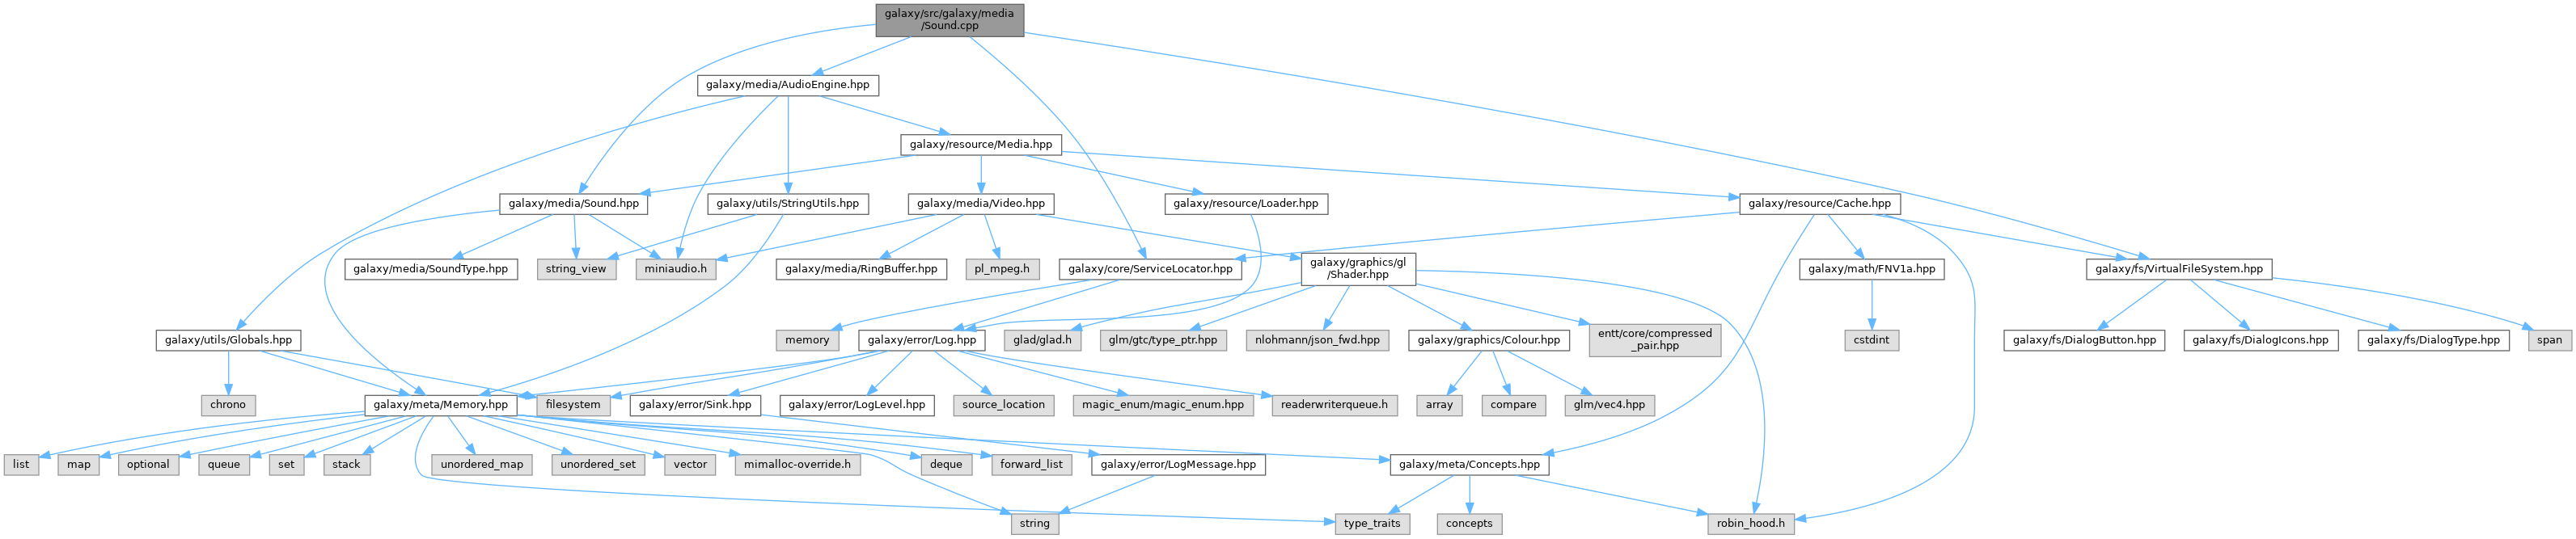 galaxy/src/galaxy/media
/Sound.cpp
galaxy/media/AudioEngine.hpp
galaxy/resource/Media.hpp
galaxy/media/Sound.hpp
galaxy/utils/StringUtils.hpp
galaxy/media/Video.hpp
galaxy/resource/Loader.hpp
galaxy/resource/Cache.hpp
galaxy/media/SoundType.hpp
string_view
miniaudio.h
galaxy/media/RingBuffer.hpp
pl_mpeg.h
galaxy/core/ServiceLocator.hpp
galaxy/graphics/gl
/Shader.hpp
galaxy/math/FNV1a.hpp
galaxy/fs/VirtualFileSystem.hpp
galaxy/utils/Globals.hpp
memory
galaxy/error/Log.hpp
glad/glad.h
glm/gtc/type_ptr.hpp
nlohmann/json_fwd.hpp
galaxy/graphics/Colour.hpp
entt/core/compressed
_pair.hpp
cstdint
galaxy/fs/DialogButton.hpp
galaxy/fs/DialogIcons.hpp
galaxy/fs/DialogType.hpp
span
chrono
galaxy/meta/Memory.hpp
filesystem
galaxy/error/Sink.hpp
galaxy/error/LogLevel.hpp
source_location
magic_enum/magic_enum.hpp
readerwriterqueue.h
array
compare
glm/vec4.hpp
list
map
optional
queue
set
stack
unordered_map
unordered_set
vector
mimalloc-override.h
deque
forward_list
galaxy/error/LogMessage.hpp
galaxy/meta/Concepts.hpp
string
type_traits
concepts
robin_hood.h